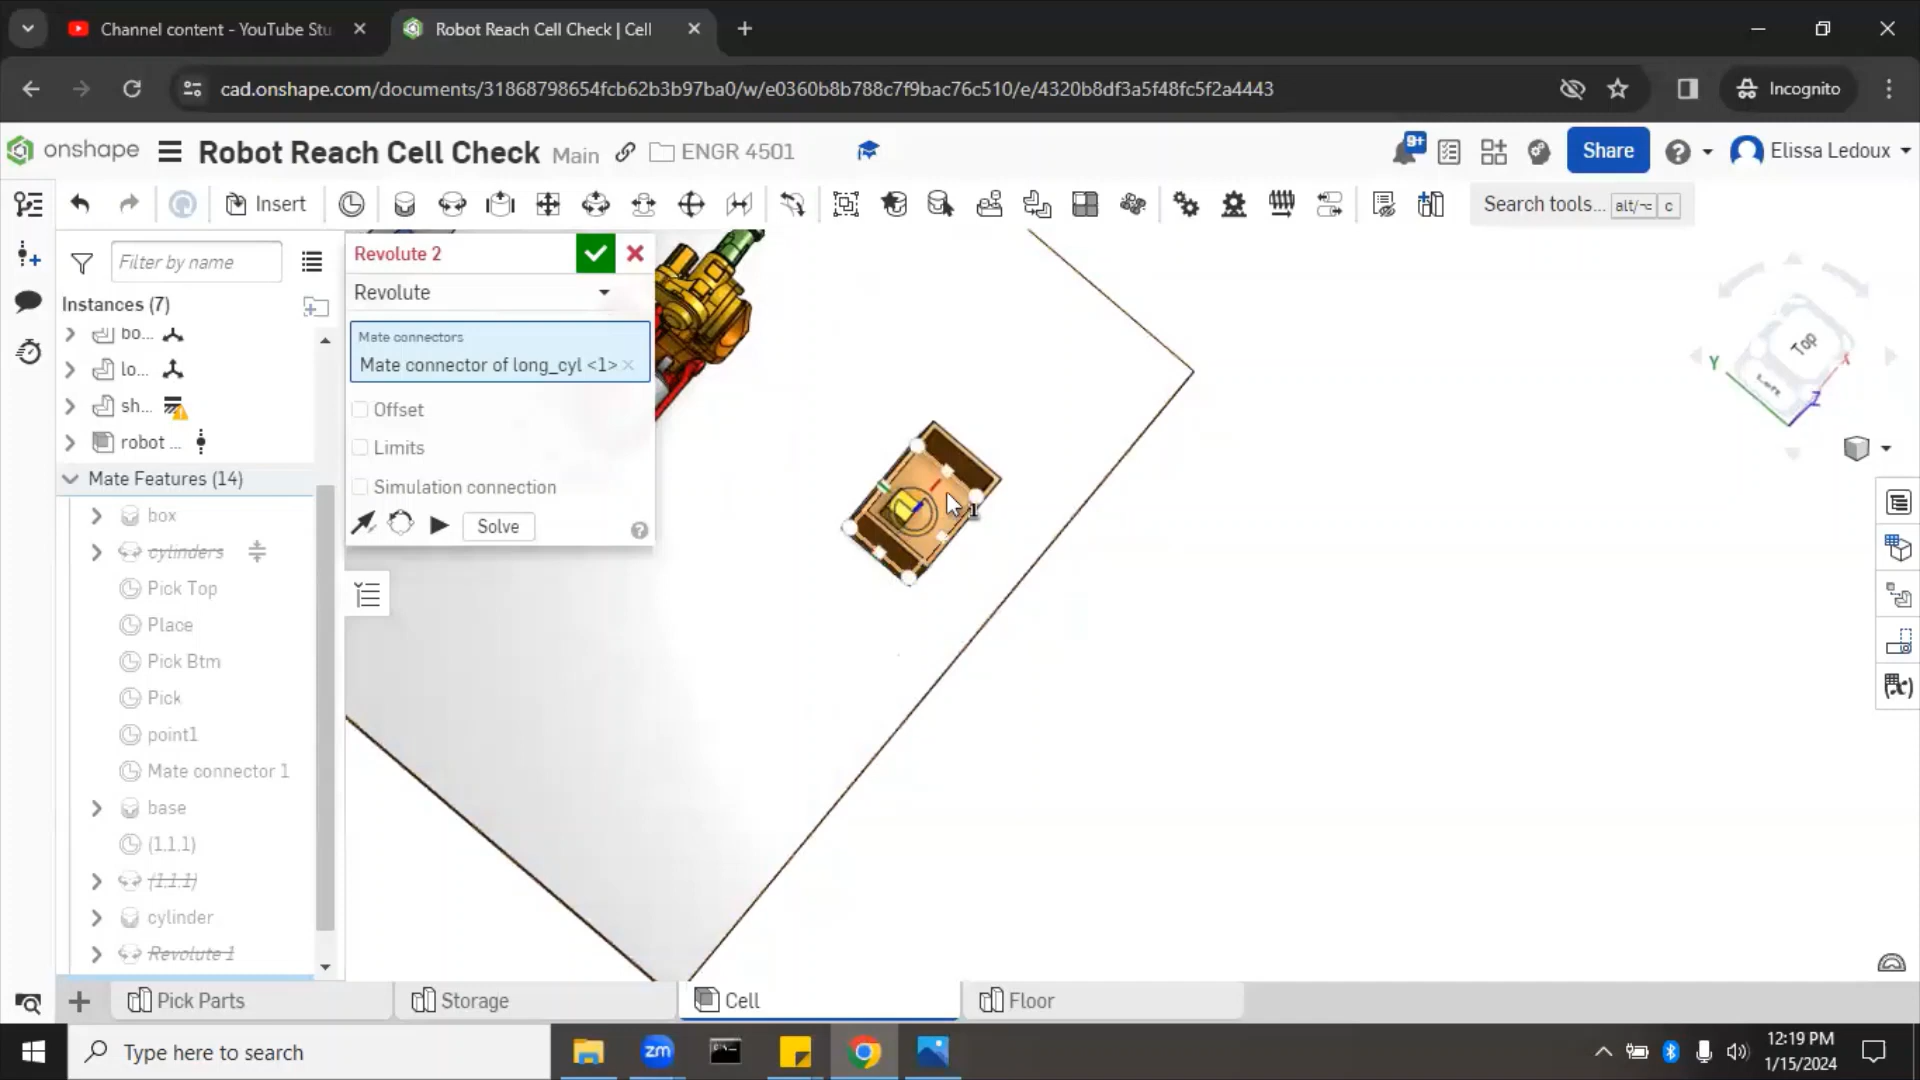 Channel content - YouTube Stu
Robot Reach Cell Check | Cell
cad.onshape.com/documents/31868798654fcb62b3b97ba0/w/e0360b8b788c7f9bac76c510/e/4320b8df3a5f48fc5f2a4443
Incognito
onshape
Robot Reach Cell Check
Main
ENGR 4501
9+
Share
Elissa Ledoux
Insert
Search tools... alt/⌥ c
Filter by name
Instances (7)
bo...
lo...
sh...
robot ...
Mate Features (14)
box
cylinders
Pick Top
Place
Pick Btm
Pick
point1
Mate connector 1
base
(1.1.1)
(1.1.1)
cylinder
Revolute 1
Revolute 2
Revolute
Mate connectors
Mate connector of long_cyl <1>
Offset
Limits
Simulation connection
Solve
1
Top
Left
X
Y
Z
Pick Parts
Storage
Cell
Floor
Type here to search
zm
12:19 PM
1/15/2024